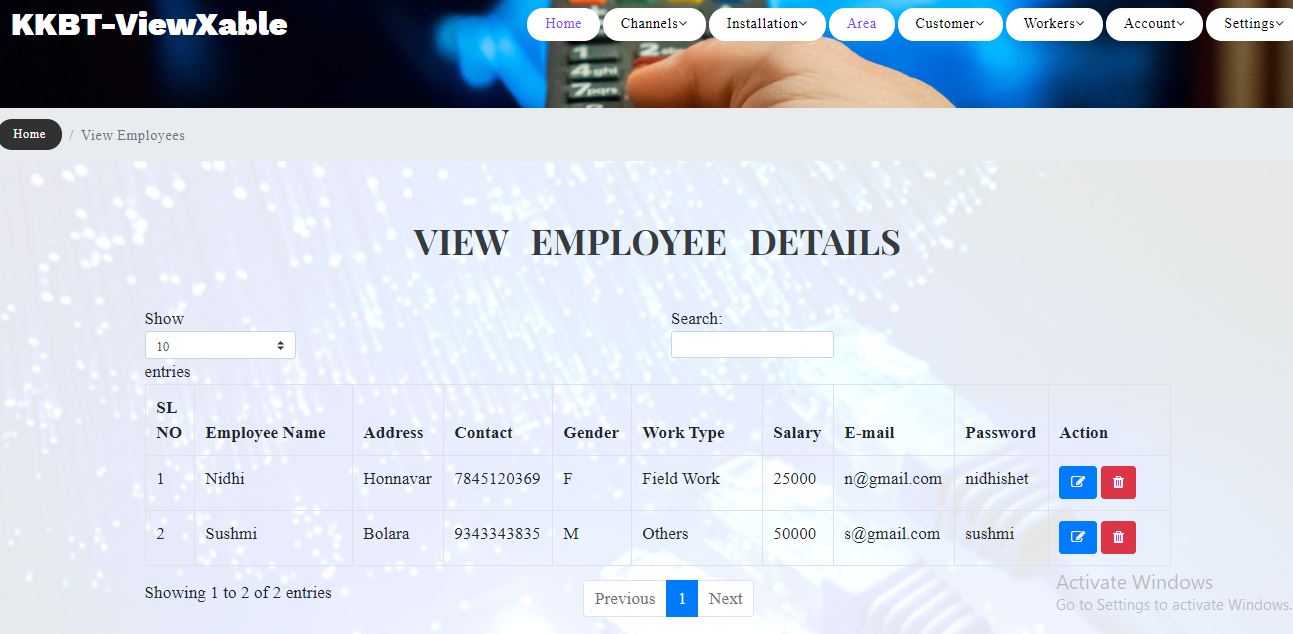 KKBT-ViewXable
Home Channels Installation Area Customer Workers Account Settings
1 2abc
4ghi
7pqrs
Home / View Employees
VIEW EMPLOYEE DETAILS
Show Search:
10
entries
SL
NO Employee Name Address Contact Gender Work Type Salary E-mail Password Action
1 Nidhi Honnavar 7845120369 F Field Work 25000 n@gmail.com nidhishet
2 Sushmi Bolara 9343343835 M Others 50000 s@gmail.com sushmi
Activate Windows
Showing 1 to 2 of 2 entries Previous 1 Next
Go to Settings to activate Windows.